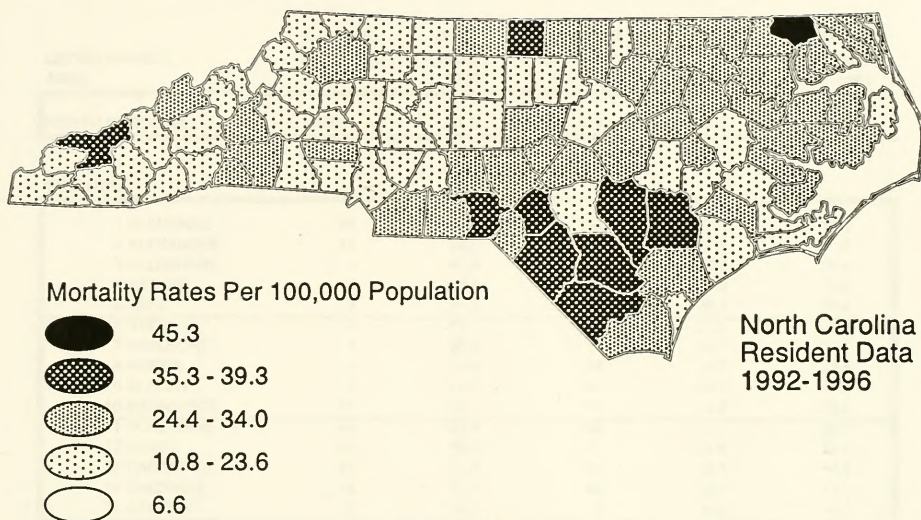 Mortality Rates Per 100,000 Population
45.3
35.3 - 39.3
24.4 - 34.0
10.8 - 23.6
6.6
North Carolina
Resident Data
1992-1996